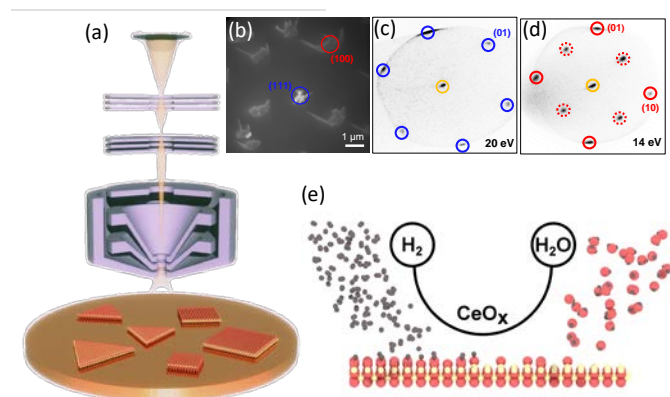 (a)
(b)
(100)
(111)
1 µm
(c)
(01)
20 eV
(d)
(01)
(10)
14 eV
(e)
H2
H2O
CeOx